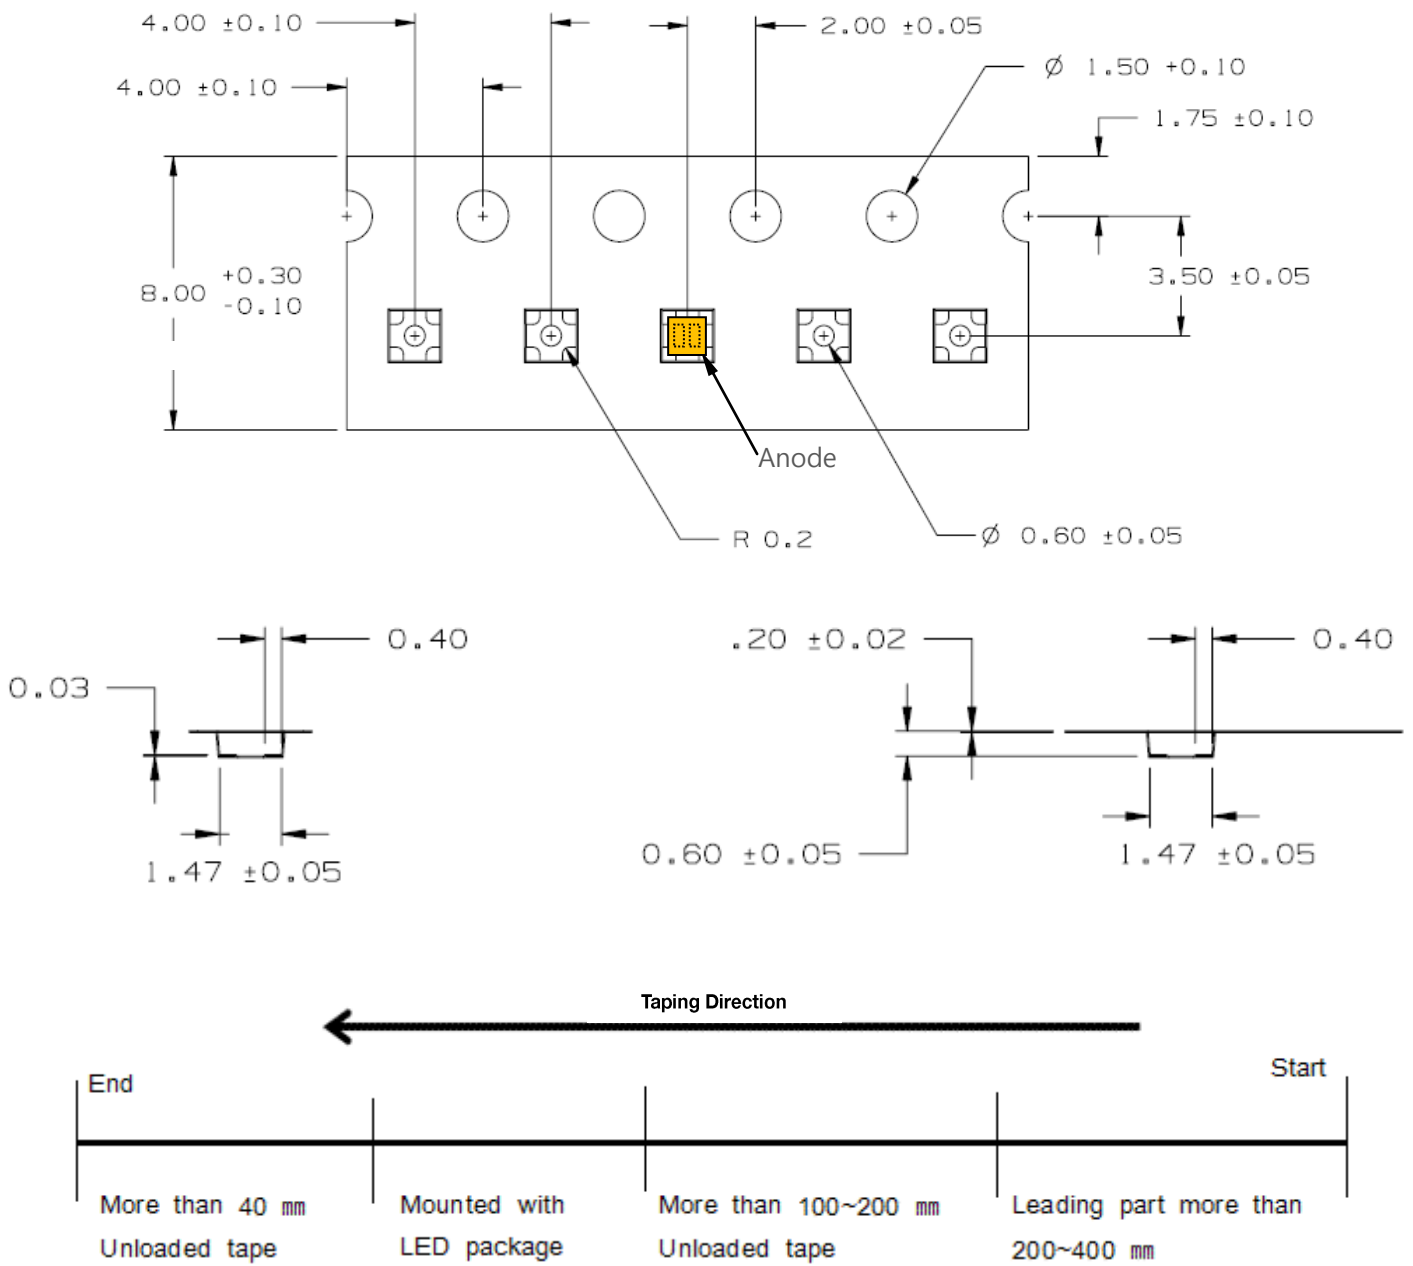 4.00 ±0.10
2.00 ±0.05
4.00 ±0.10
Ø 1.50 +0.10
1.75 ±0.10
8.00 +0.30
-0.10
3.50 ±0.05
Anode
R 0.2
Ø 0.60 ±0.05
0.40
.20 ±0.02
0.40
0.03
0.60 ±0.05
1.47 ±0.05
1.47 ±0.05
Taping Direction
End
Start
More than 40 mm
Unloaded tape
Mounted with
LED package
More than 100~200 mm
Unloaded tape
Leading part more than
200~400 mm